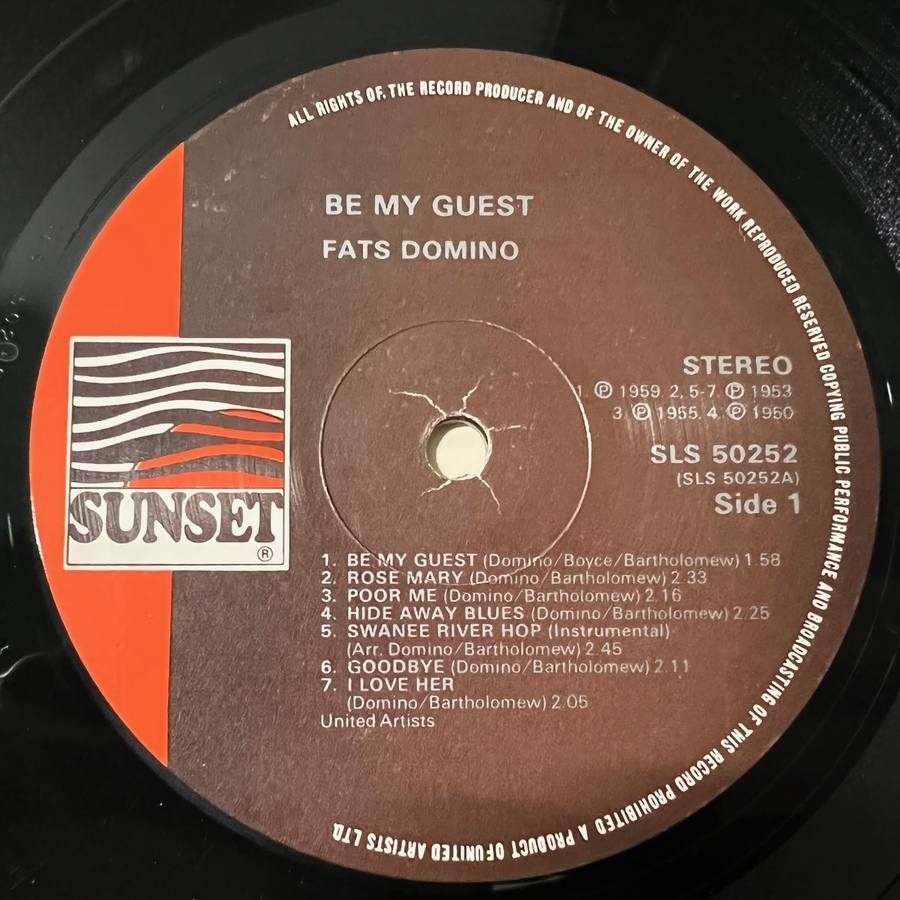 ALL RIGHTS OF THE RECORD PRODUCER AND OF THE OWNER OF THE WORK REPRODUCED RESERVED COPYING PUBLIC PERFORMANCE AND BROADCASTING OF THIS RECORD PROHIBITED A PRODUCT OF UNITED ARTISTS LTD.
BE MY GUEST
FATS DOMINO
SUNSET
®
STEREO
1. ℗ 1959. 2, 5-7. ℗ 1953
3. ℗ 1955. 4. ℗ 1950
SLS 50252
(SLS 50252A)
Side 1
1. BE MY GUEST (Domino/Boyce/Bartholomew) 1.58
2. ROSE MARY (Domino/Bartholomew) 2.33
3. POOR ME (Domino/Bartholomew) 2.16
4. HIDE AWAY BLUES (Domino/Bartholomew) 2.25
5. SWANEE RIVER HOP (Instrumental)
(Arr. Domino/Bartholomew) 2.45
6. GOODBYE (Domino/Bartholomew) 2.11
7. I LOVE HER
(Domino/Bartholomew) 2.05
United Artists